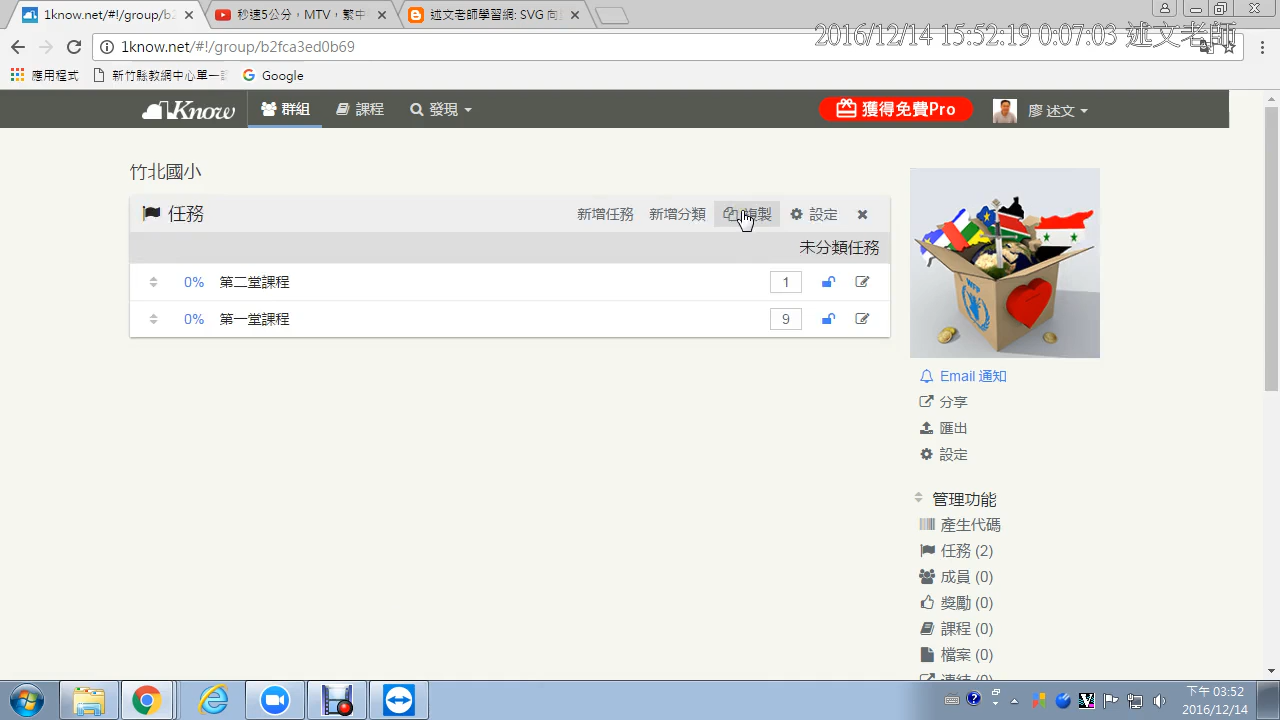 1know.net/#!/group/b2
秒速5公分，MTV，繁中
述文老師學習網: SVG 向
1know.net/#!/group/b2fca3ed0b69
2016/12/14 15:52:19 0:07:03 述文老師
應用程式
新竹縣教網中心單一
Google
1Know
群組
課程
發現
獲得免費Pro
廖 述文
竹北國小
任務
新增任務
新增分類
複製
設定
未分類任務
0% 第二堂課程 1
0% 第一堂課程 9
WFP
Email 通知
分享
匯出
設定
管理功能
產生代碼
任務 (2)
成員 (0)
獎勵 (0)
課程 (0)
檔案 (0)
連結 (0)
下午 03:52
2016/12/14